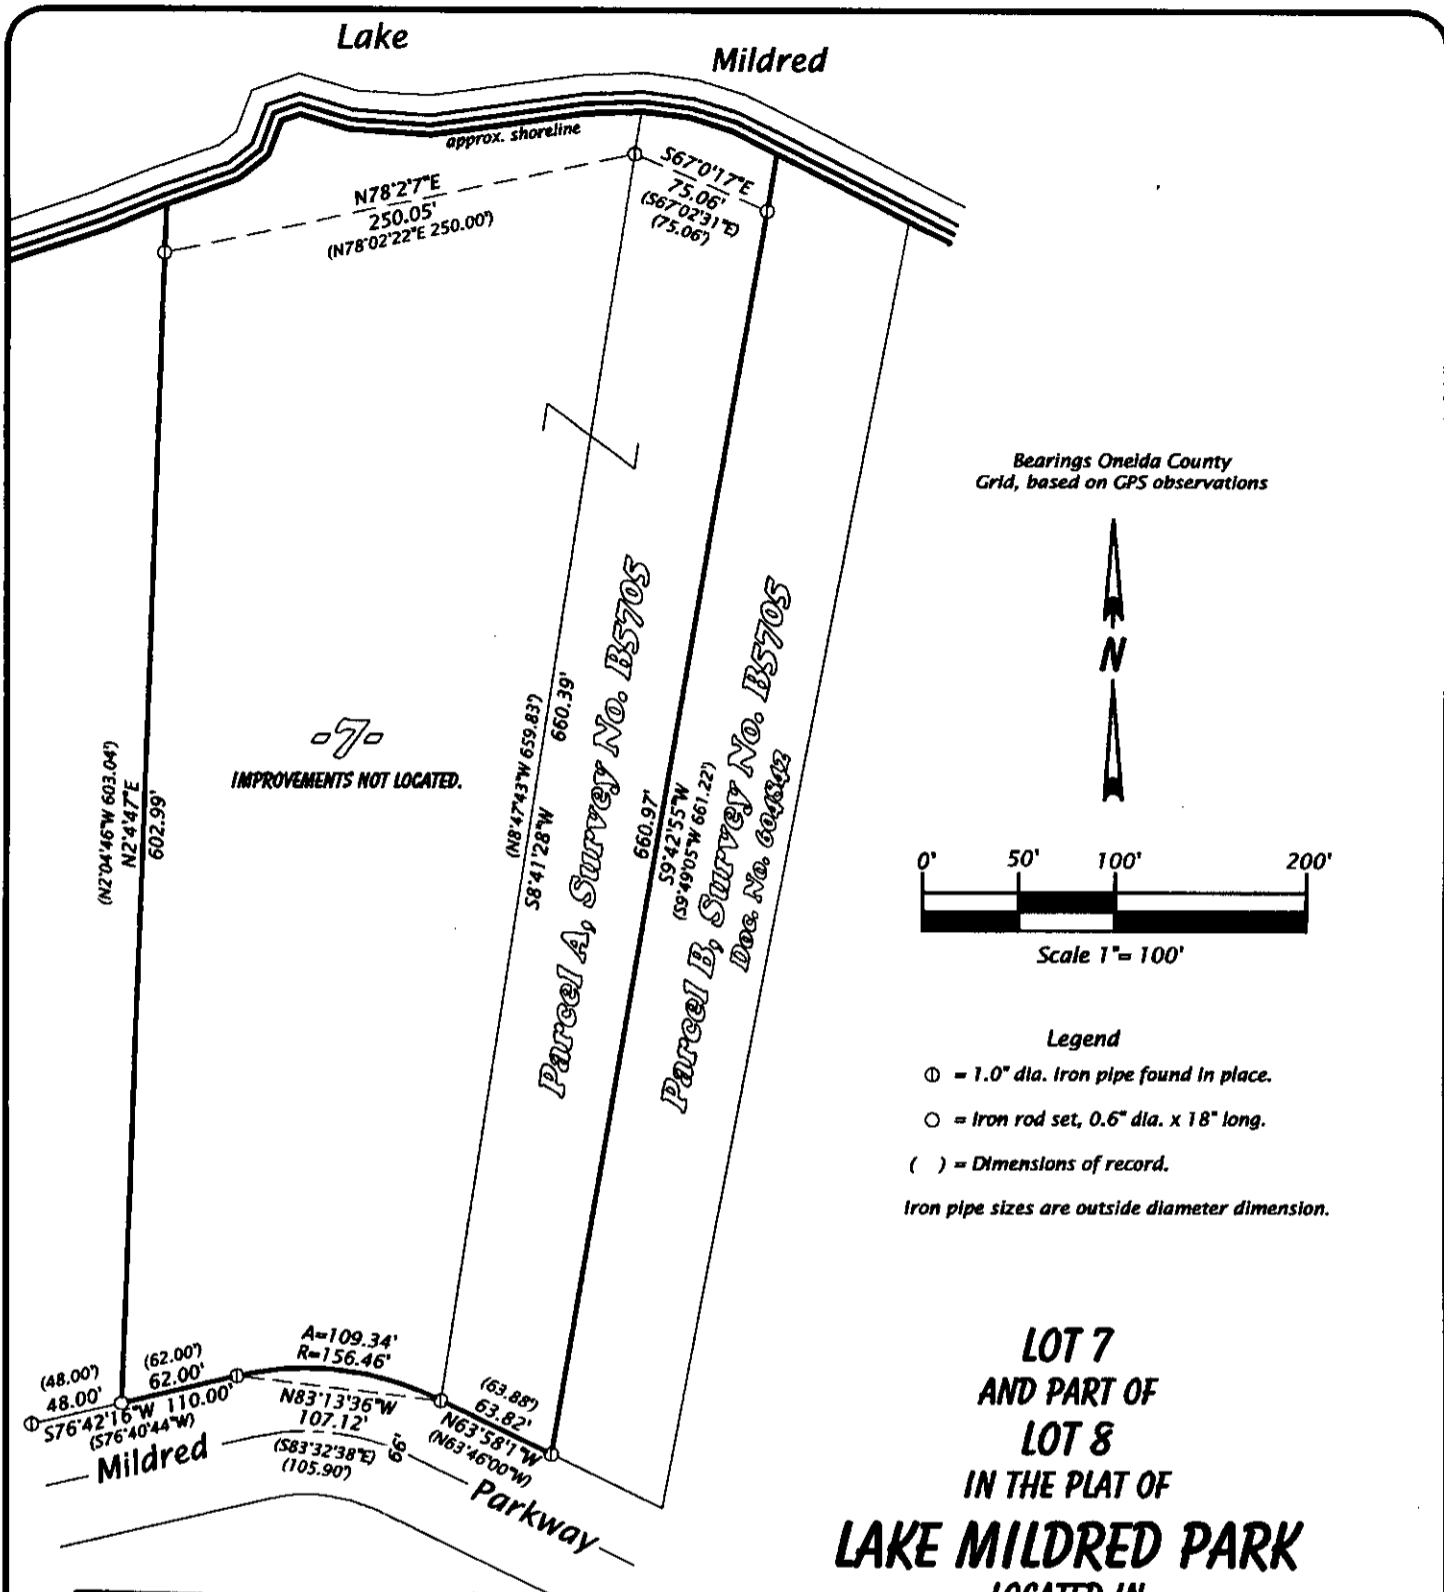 Lake
Mildred
approx. shoreline
S67°0'17"E
75.06'
(S67°02'31"E)
(75.06')
N78°2'7"E
250.05'
(N78°02'22"E 250.00')
Bearings Oneida County
Grid, based on GPS observations
N
-7-
IMPROVEMENTS NOT LOCATED.
(N2°04'46"W 603.04')
N2°4'47"E
602.99'
(N8°47'43"W 659.83')
S8°41'28"W 660.39'
Parcel A, Survey No. B5705
660.97'
S9°42'55"W
(S9°49'05"W 661.22')
Parcel B, Survey No. B5705
Doc. No. 604842
0' 50' 100' 200'
Scale 1"= 100'
Legend
= 1.0" dia. iron pipe found in place.
= Iron rod set, 0.6" dia. x 18" long.
( ) = Dimensions of record.
Iron pipe sizes are outside diameter dimension.
(48.00')
48.00'
(62.00')
62.00'
S76°42'16"W 110.00'
(S76°40'44"W)
A=109.34'
R=156.46'
N83°13'36"W
107.12'
(S83°32'38"E)
(105.90')
66'
(63.88')
63.82'
N63°58'1"W
(N63°46'00"W)
Mildred
Parkway
LOT 7
AND PART OF
LOT 8
IN THE PLAT OF
LAKE MILDRED PARK
LOCATED IN